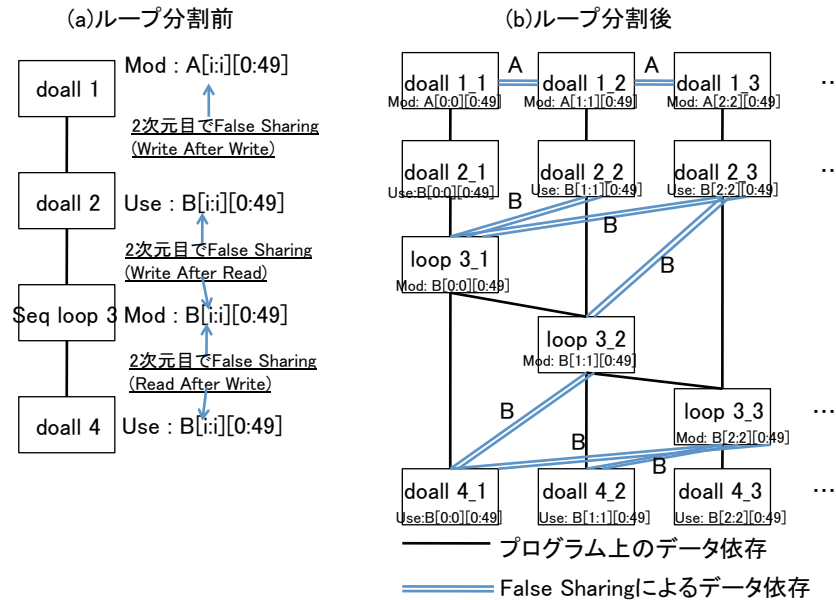 (a)ループ分割前
doall 1
Mod : A[i:i][0:49]
2次元目でFalse Sharing
(Write After Write)
doall 2
Use : B[i:i][0:49]
2次元目でFalse Sharing
(Write After Read)
Seq loop 3
Mod : B[i:i][0:49]
2次元目でFalse Sharing
(Read After Write)
doall 4
Use : B[i:i][0:49]
(b)ループ分割後
doall 1_1
Mod: A[0:0][0:49]
A
doall 1_2
Mod: A[1:1][0:49]
A
doall 1_3
Mod: A[2:2][0:49]
…
doall 2_1
Use:B[0:0][0:49]
doall 2_2
Use: B[1:1][0:49]
doall 2_3
Use: B[2:2][0:49]
…
B
B
loop 3_1
Mod: B[0:0][0:49]
B
loop 3_2
Mod: B[1:1][0:49]
B
loop 3_3
Mod: B[2:2][0:49]
…
B
B
doall 4_1
Use:B[0:0][0:49]
doall 4_2
Use: B[1:1][0:49]
doall 4_3
Use: B[2:2][0:49]
…
プログラム上のデータ依存
False Sharingによるデータ依存